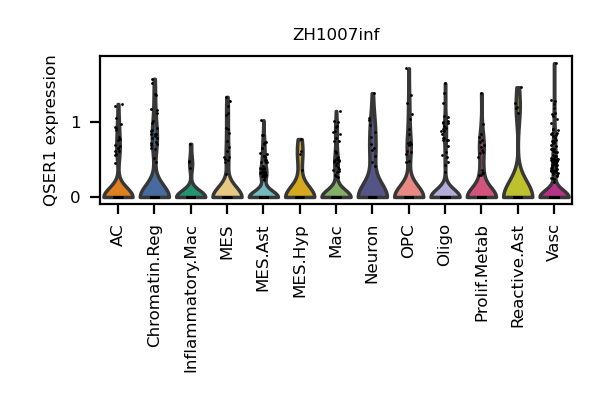 ZH1007inf
QSER1 expression
1
0
AC
Chromatin.Reg
Inflammatory.Mac
MES
MES.Ast
MES.Hyp
Mac
Neuron
OPC
Oligo
Prolif.Metab
Reactive.Ast
Vasc